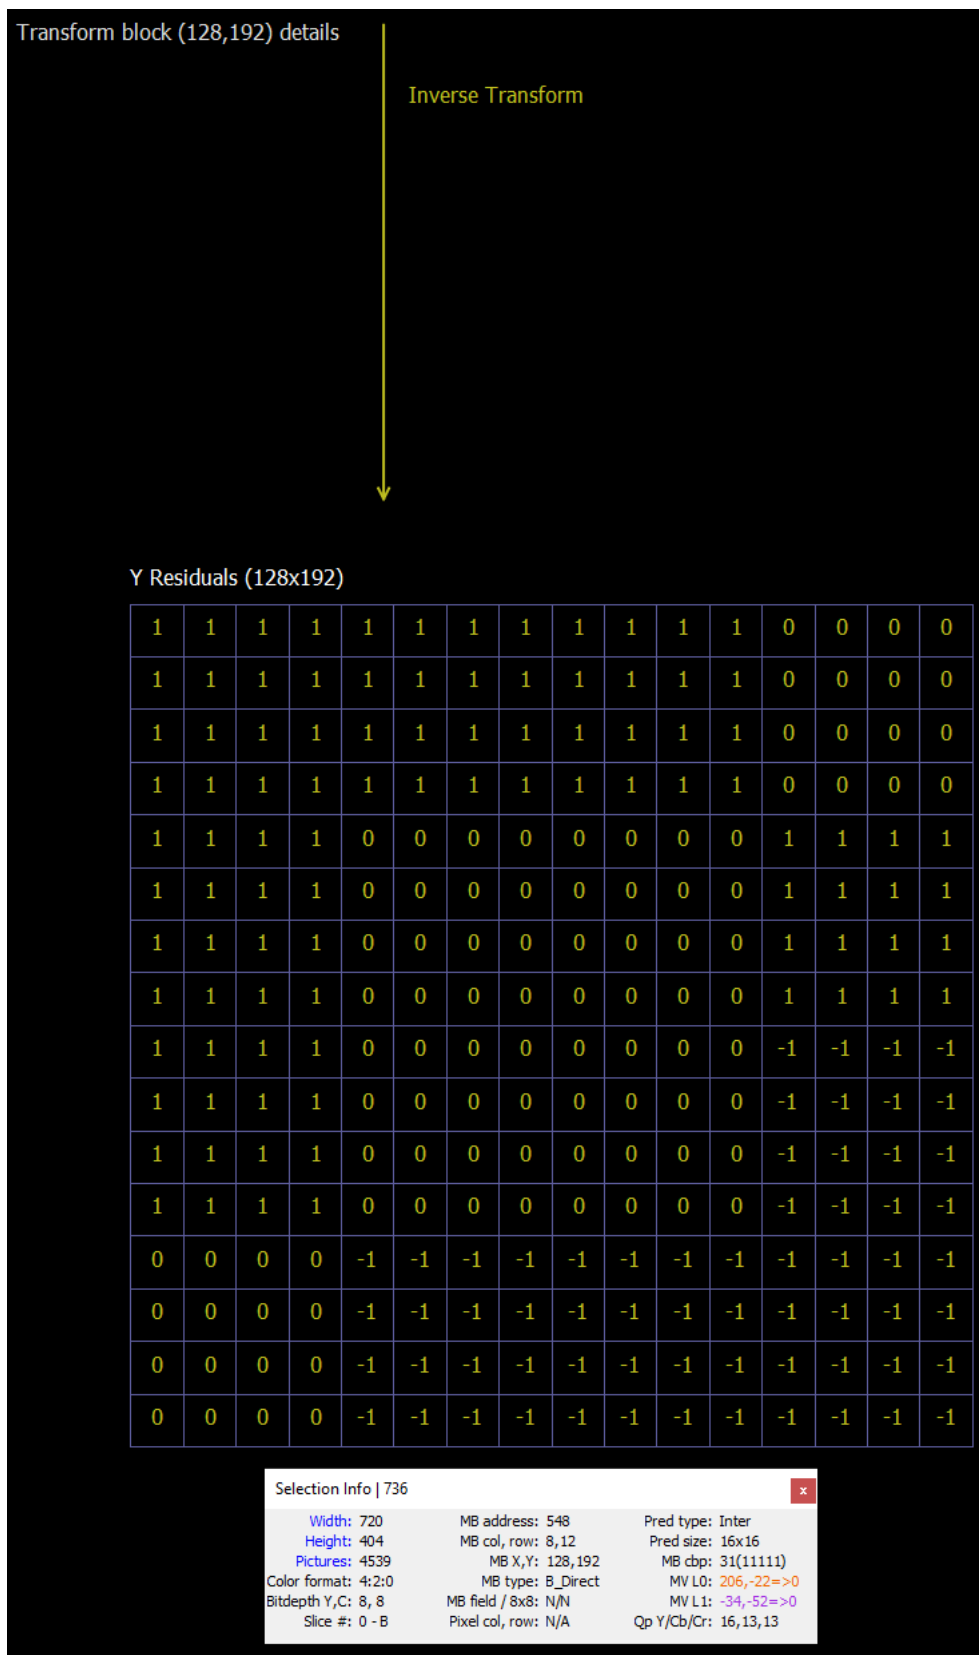 Transform block (128,192) details
Inverse Transform
Y Residuals (128x192)
1 1 1 1 1 1 1 1 1 1 1 1 0 0 0 0
1 1 1 1 1 1 1 1 1 1 1 1 0 0 0 0
1 1 1 1 1 1 1 1 1 1 1 1 0 0 0 0
1 1 1 1 1 1 1 1 1 1 1 1 0 0 0 0
1 1 1 1 0 0 0 0 0 0 0 0 1 1 1 1
1 1 1 1 0 0 0 0 0 0 0 0 1 1 1 1
1 1 1 1 0 0 0 0 0 0 0 0 1 1 1 1
1 1 1 1 0 0 0 0 0 0 0 0 1 1 1 1
1 1 1 1 0 0 0 0 0 0 0 0 -1 -1 -1 -1
1 1 1 1 0 0 0 0 0 0 0 0 -1 -1 -1 -1
1 1 1 1 0 0 0 0 0 0 0 0 -1 -1 -1 -1
1 1 1 1 0 0 0 0 0 0 0 0 -1 -1 -1 -1
0 0 0 0 -1 -1 -1 -1 -1 -1 -1 -1 -1 -1 -1 -1
0 0 0 0 -1 -1 -1 -1 -1 -1 -1 -1 -1 -1 -1 -1
0 0 0 0 -1 -1 -1 -1 -1 -1 -1 -1 -1 -1 -1 -1
0 0 0 0 -1 -1 -1 -1 -1 -1 -1 -1 -1 -1 -1 -1
Selection Info | 736 x
Width: 720 MB address: 548 Pred type: Inter
Height: 404 MB col, row: 8,12 Pred size: 16x16
Pictures: 4539 MB X,Y: 128,192 MB cbp: 31(11111)
Color format: 4:2:0 MB type: B_Direct MV L0: 206,-22=>0
Bitdepth Y,C: 8, 8 MB field / 8x8: N/N MV L1: -34,-52=>0
Slice #: 0 - B Pixel col, row: N/A Qp Y/Cb/Cr: 16,13,13